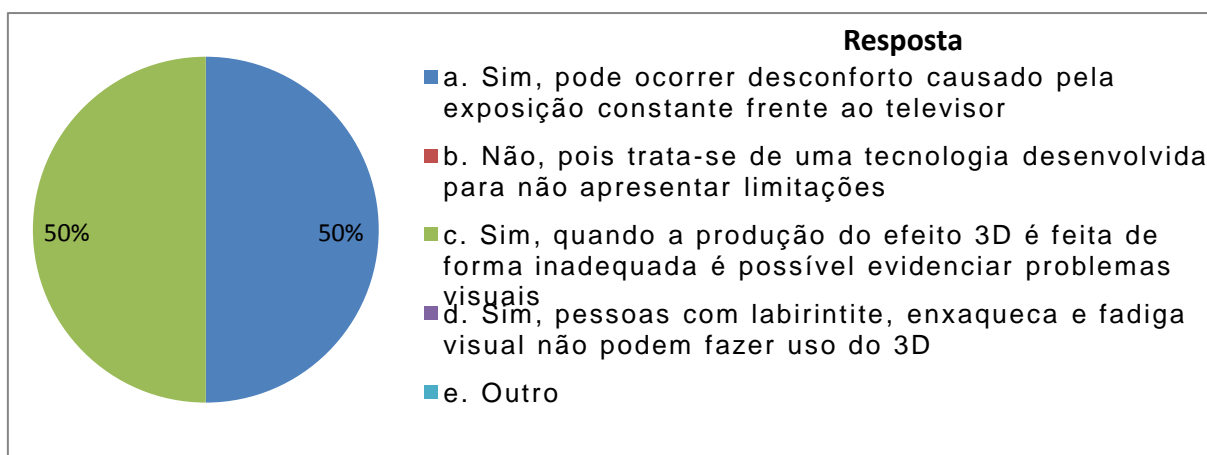 Resposta
a. Sim, pode ocorrer desconforto causado pela
exposição constante frente ao televisor
b. Não, pois trata-se de uma tecnologia desenvolvida
para não apresentar limitações
c. Sim, quando a produção do efeito 3D é feita de
forma inadequada é possível evidenciar problemas
visuais
d. Sim, pessoas com labirintite, enxaqueca e fadiga
visual não podem fazer uso do 3D
e. Outro
50%
50%